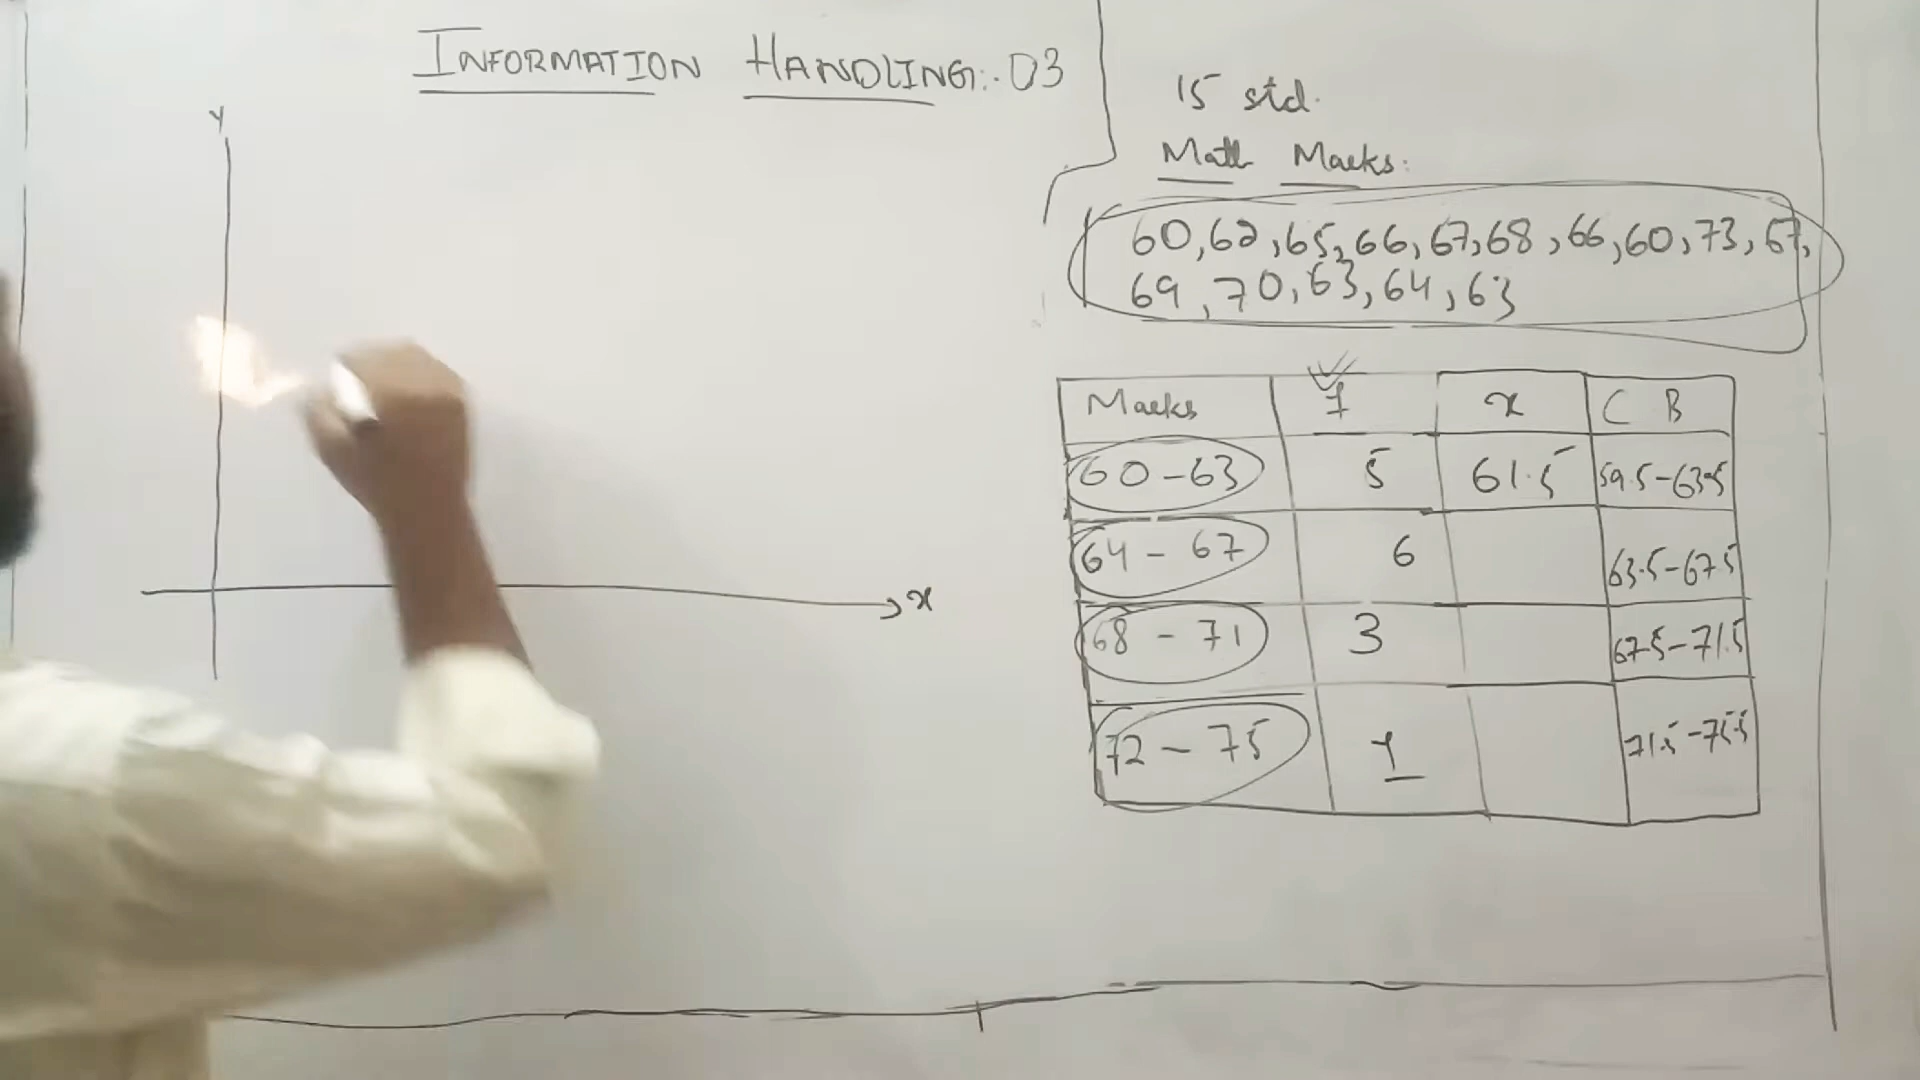 INFORMATION HANDLING:. 03
15 std.
Math Marks:
60,62,65,66,67,68,66,60,73,67,
69,70,63,64,63
Marks f x C B
60-63 5 61.5 59.5-63.5
64-67 6 63.5-67.5
68-71 3 67.5-71.5
72-75 1 71.5-75.5
Y
x